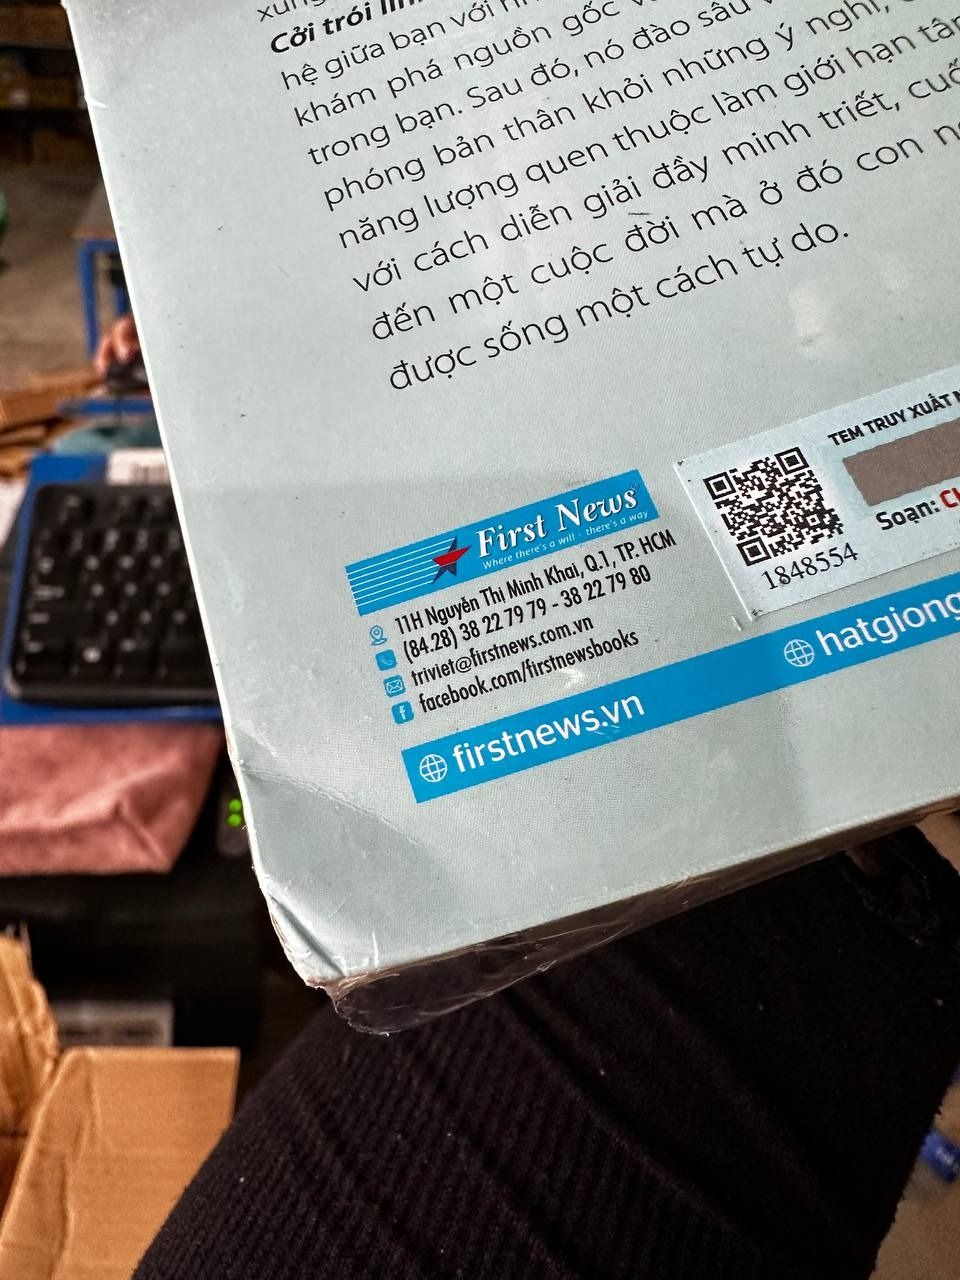 Cởi trói
hệ giữa bạn với
khám phá nguồn gốc
trong bạn. Sau đó, nó đào sâu
phóng bản thân khỏi những ý nghĩ,
năng lượng quen thuộc làm giới hạn
với cách diễn giải đầy minh triết,
đến một cuộc đời mà ở đó con
được sống một cách tự do.
TEM TRUY XUẤT
Soạn:
1848554
First News
Where there's a will - there's a way
11H Nguyễn Thị Minh Khai, Q.1, TP. HCM
(84.28) 38 22 79 79 - 38 22 79 80
triviet@firstnews.com.vn
facebook.com/firstnewsbooks
firstnews.vn
hatgiong